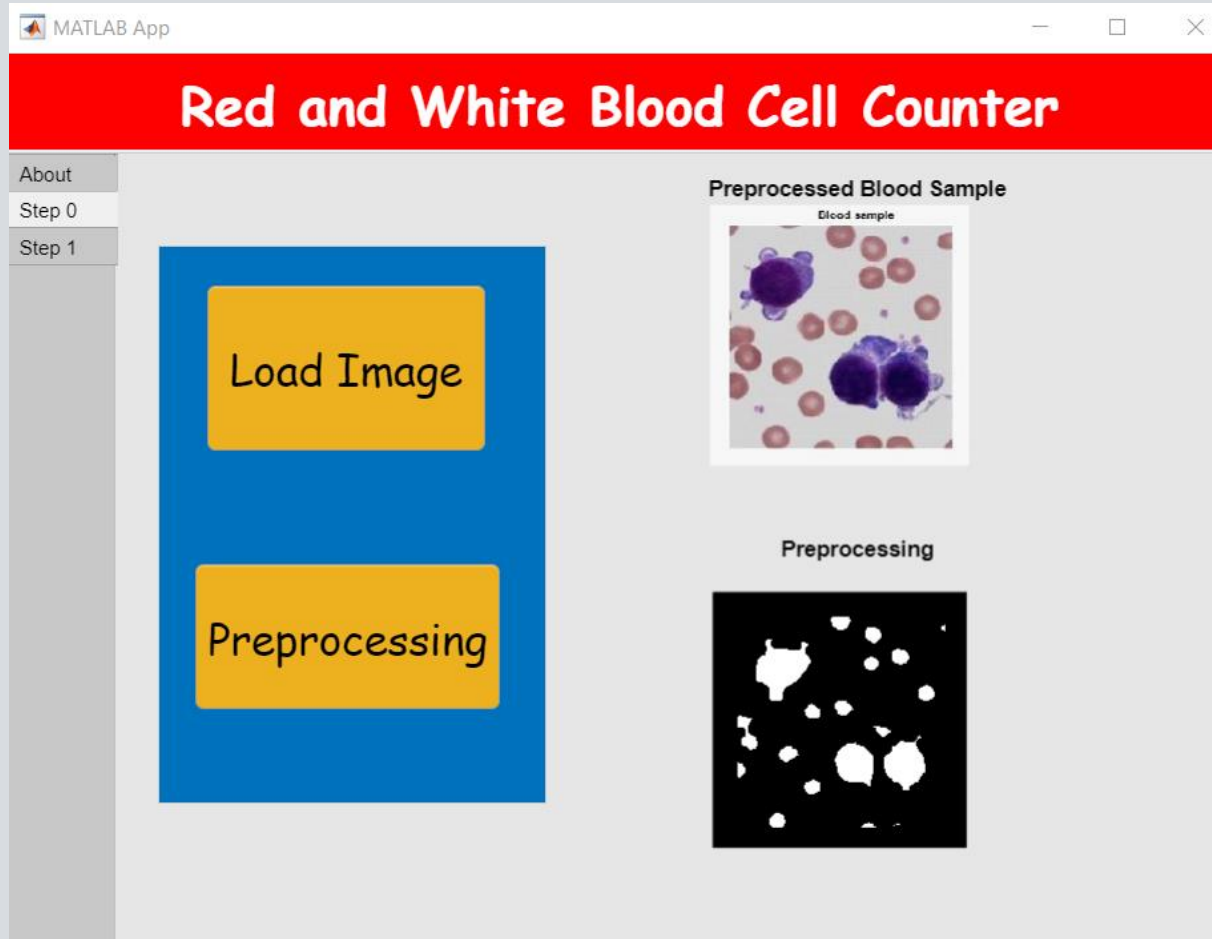 MATLAB App
Red and White Blood Cell Counter
About
Step 0
Step 1
Load Image
Preprocessing
Preprocessed Blood Sample
Blood sample
Preprocessing